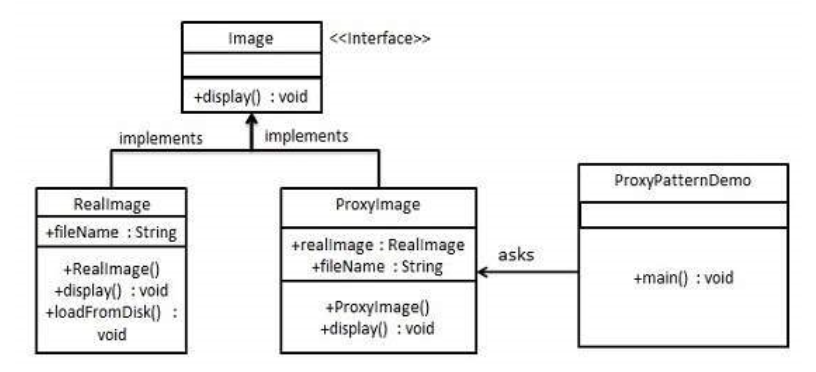 Image
<<Interface>>
+display() : void
implements
implements
RealImage
+fileName : String
+RealImage()
+display() : void
+loadFromDisk() :
void
ProxyImage
+realImage : RealImage
+fileName : String
+ProxyImage()
+display() : void
asks
ProxyPatternDemo
+main() : void